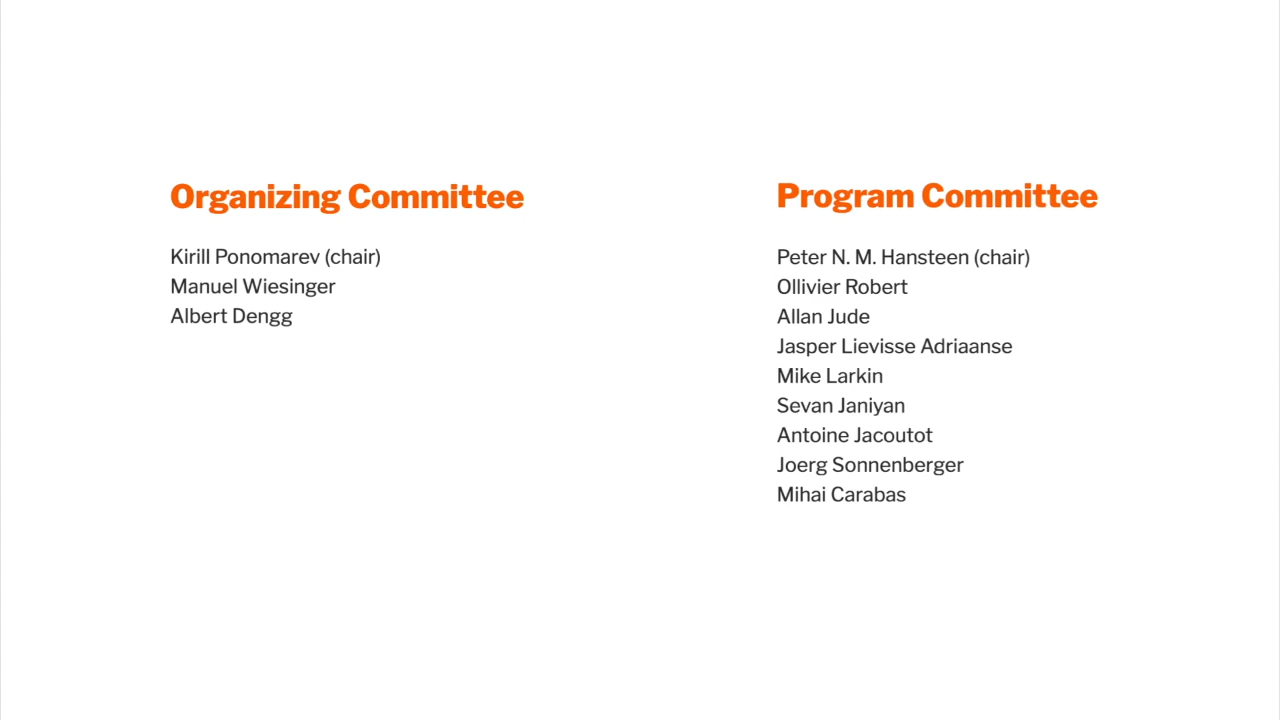 Organizing Committee
Kirill Ponomarev (chair)
Manuel Wiesinger
Albert Dengg
Program Committee
Peter N. M. Hansteen (chair)
Ollivier Robert
Allan Jude
Jasper Lievisse Adriaanse
Mike Larkin
Sevan Janiyan
Antoine Jacoutot
Joerg Sonnenberger
Mihai Carabas